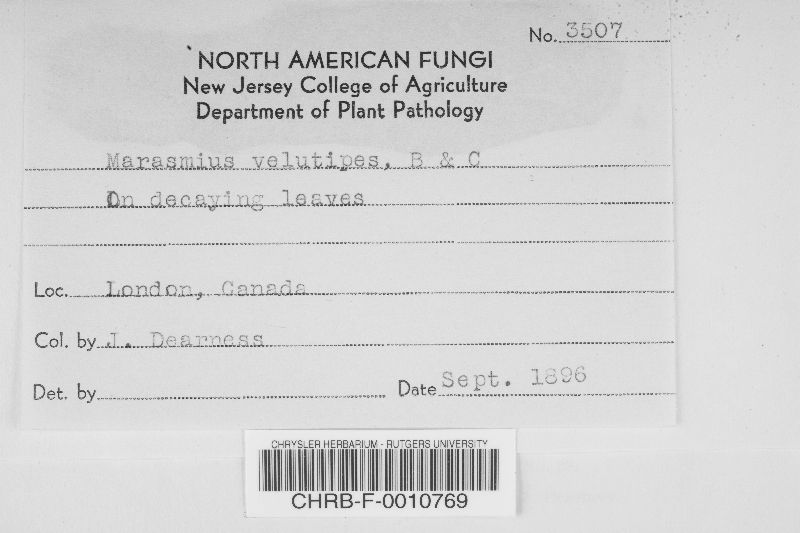 No. 3507
NORTH AMERICAN FUNGI
New Jersey College of Agriculture
Department of Plant Pathology
Marasmius velutipes, B & C
On decaying leaves
Loc. London, Canada
Col. by J. Dearness
Det. by
Date Sept. 1896
CHRYSLER HERBARIUM - RUTGERS UNIVERSITY
CHRB-F-0010769